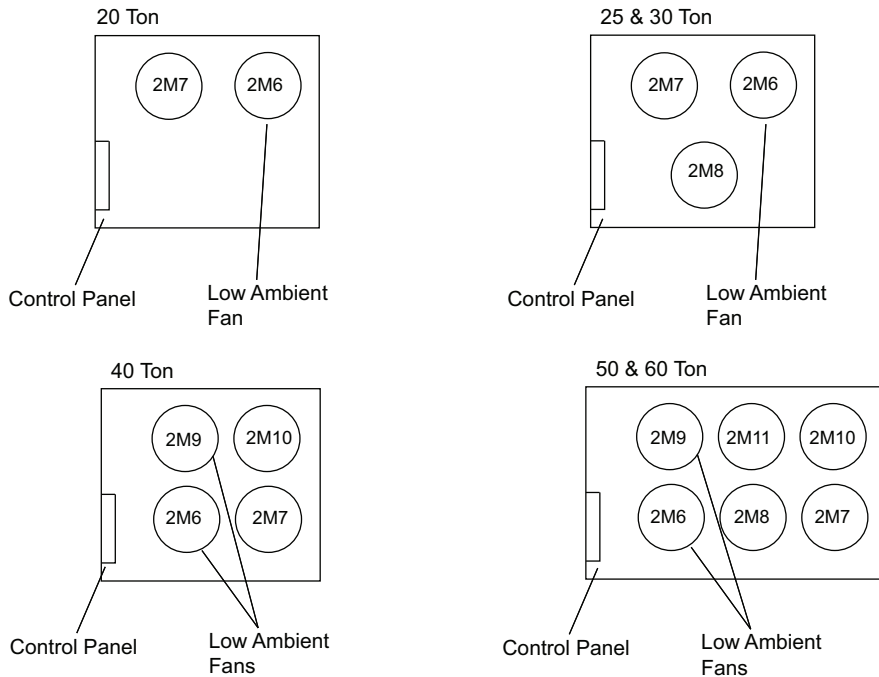 20 Ton
2M7
2M6
Control Panel
Low Ambient
Fan
25 & 30 Ton
2M7
2M6
2M8
Control Panel
Low Ambient
Fan
40 Ton
2M9
2M10
2M6
2M7
Control Panel
Low Ambient
Fans
50 & 60 Ton
2M9
2M11
2M10
2M6
2M8
2M7
Control Panel
Low Ambient
Fans